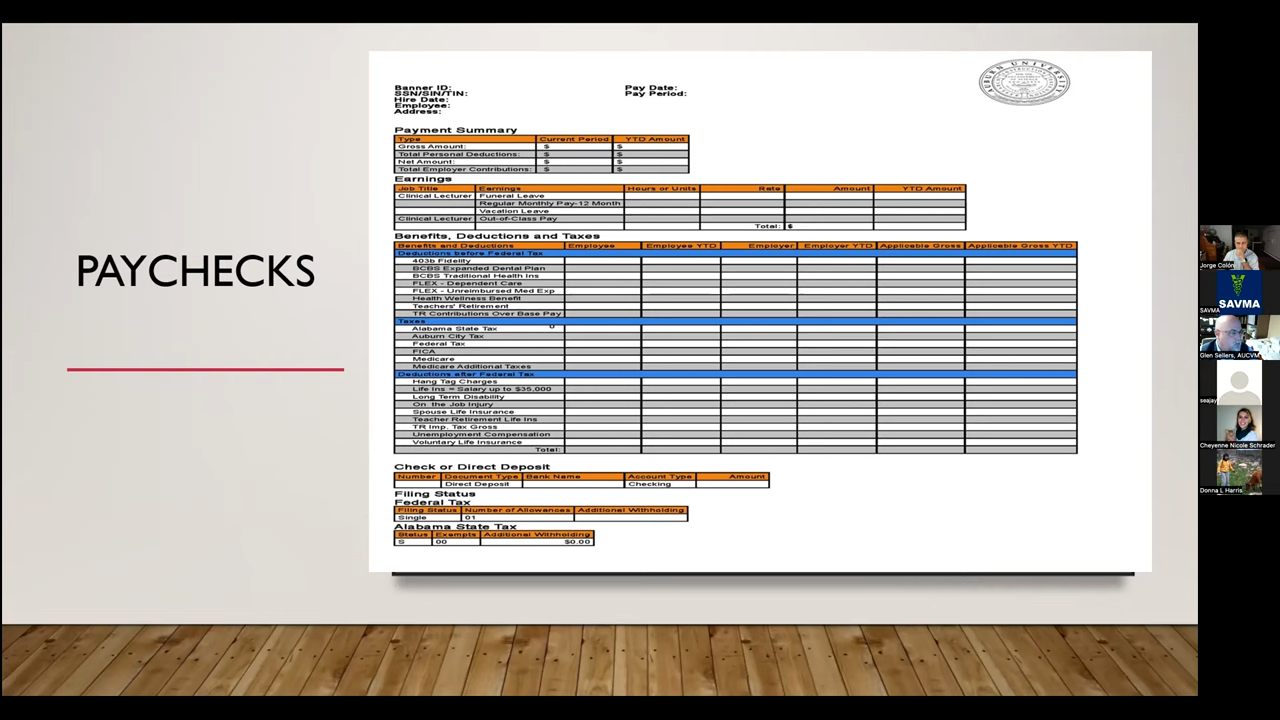 PAYCHECKS
AUBURN UNIVERSITY
Banner ID:
SSN/SIN/TIN:
Hire Date:
Employee:
Address:
Pay Date:
Pay Period:
Payment Summary
Type Current Period YTD Amount
Gross Amount: $ $
Total Personal Deductions: $ $
Net Amount: $ $
Total Employer Contributions: $ $
Earnings
Job Title Earnings Hours or Units Rate Amount YTD Amount
Clinical Lecturer Funeral Leave
Regular Monthly Pay-12 Month
Vacation Leave
Clinical Lecturer Out-of-Class Pay
Total: $
Benefits, Deductions and Taxes
Benefits and Deductions Employee Employee YTD Employer Employer YTD Applicable Gross Applicable Gross YTD
Deductions before Federal Tax
403b Fidelity
BCBS Expanded Dental Plan
BCBS Traditional Health Ins
FLEX - Dependent Care
FLEX - Unreimbursed Med Exp
Health Wellness Benefit
Teachers' Retirement
TR Contributions Over Base Pay
Taxes
Alabama State Tax
Auburn City Tax
Federal Tax
FICA
Medicare
Medicare Additional Taxes
Deductions after Federal Tax
Hang Tag Charges
Life Ins = Salary up to $35,000
Long Term Disability
On the Job Injury
Spouse Life Insurance
Teacher Retirement Life Ins
TR Imp. Tax Gross
Unemployment Compensation
Voluntary Life Insurance
Total:
Check or Direct Deposit
Number Document Type Bank Name Account Type Amount
Direct Deposit Checking
Filing Status
Federal Tax
Filing Status Number of Allowances Additional Withholding
Single 01
Alabama State Tax
Status Exempts Additional Withholding
S 00 $0.00
Jorge Colón
SAVMA
SAVMA
Glen Sellers, AUCVM
seajay
Cheyenne Nicole Schrader
Donna L Harris